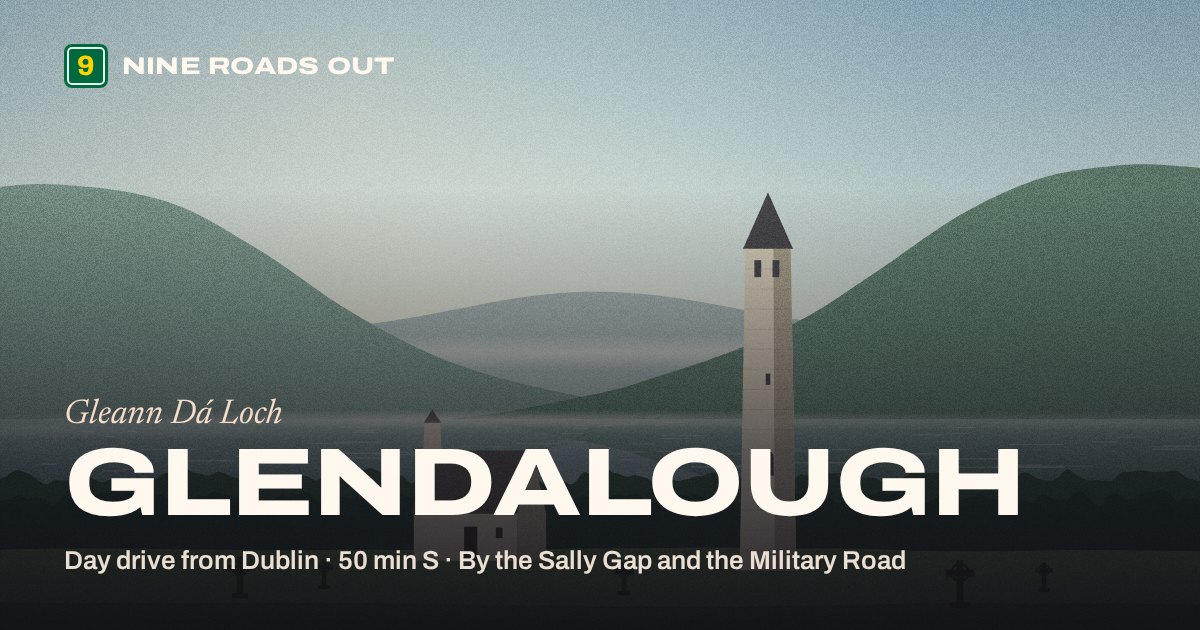 9 NINE ROADS OUT
Gleann Dá Loch
GLENDALOUGH
Day drive from Dublin · 50 min S · By the Sally Gap and the Military Road